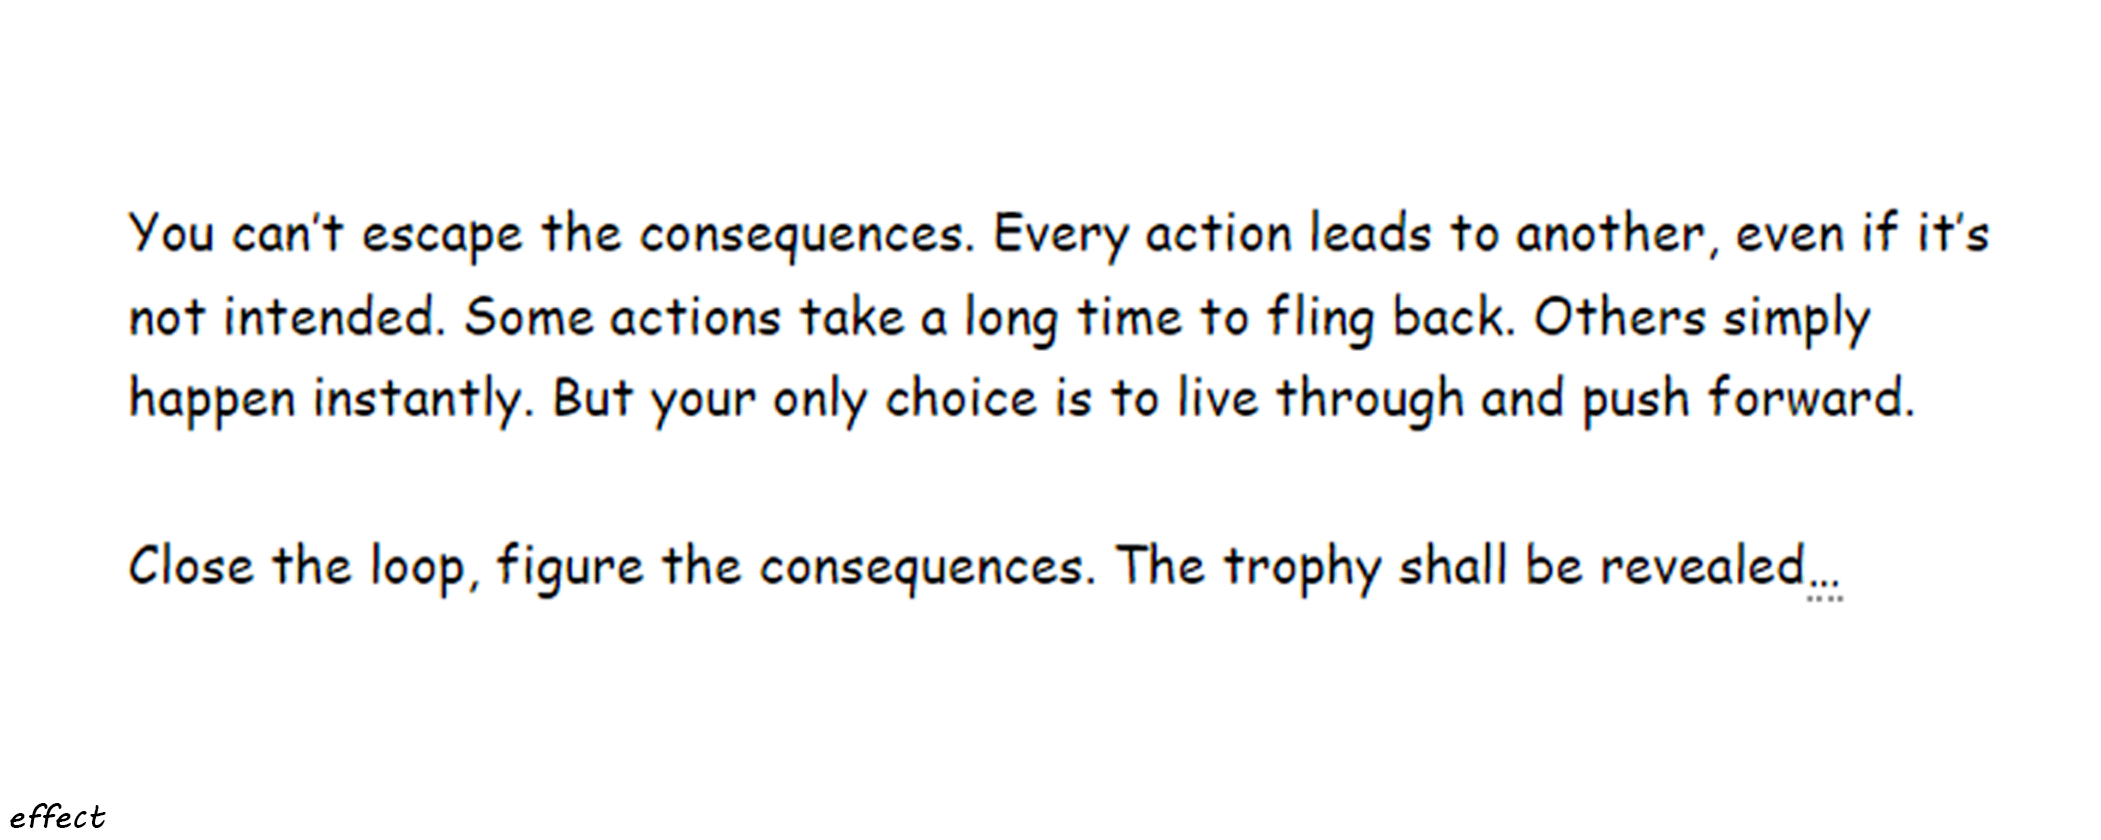 You can't escape the consequences. Every action leads to another, even if it's
not intended. Some actions take a long time to fling back. Others simply
happen instantly. But your only choice is to live through and push forward.
Close the loop, figure the consequences. The trophy shall be revealed...
effect